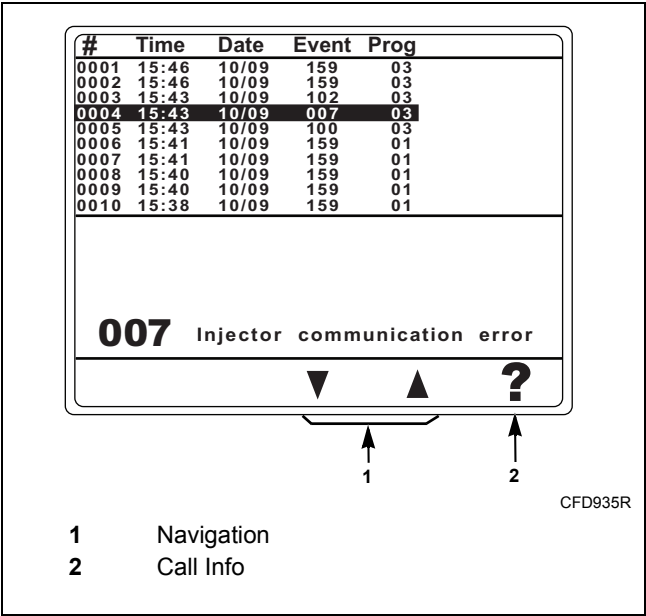 # Time Date Event Prog
0001 15:46 10/09 159 03
0002 15:46 10/09 159 03
0003 15:43 10/09 102 03
0004 15:43 10/09 007 03
0005 15:43 10/09 100 03
0006 15:41 10/09 159 01
0007 15:41 10/09 159 01
0008 15:40 10/09 159 01
0009 15:40 10/09 159 01
0010 15:38 10/09 159 01
007 Injector communication error
?
1 2
CFD935R
1 Navigation
2 Call Info